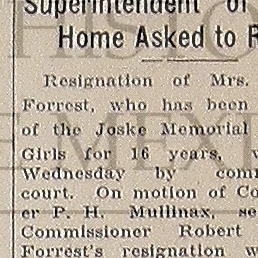 Superintendent of
Home Asked to R
Resignation of Mrs.
Forrest, who has been
of the Joske Memorial
Girls for 16 years, w
Wednesday by com
court. On motion of Co
er P. H. Mullinax, se
Commissioner Robert
Forrest's resignation w